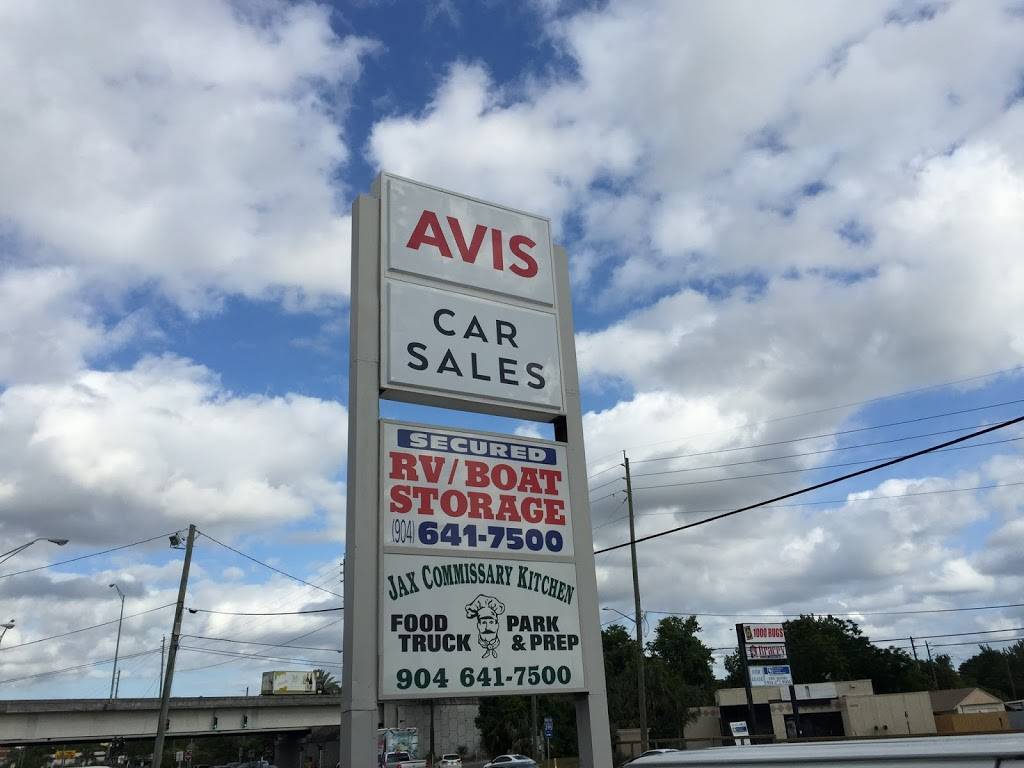 AVIS
CAR
SALES
SECURED
RV/BOAT
STORAGE
(904) 641-7500
JAX COMMISSARY KITCHEN
FOOD PARK
TRUCK & PREP
904 641-7500
1000 RUGS